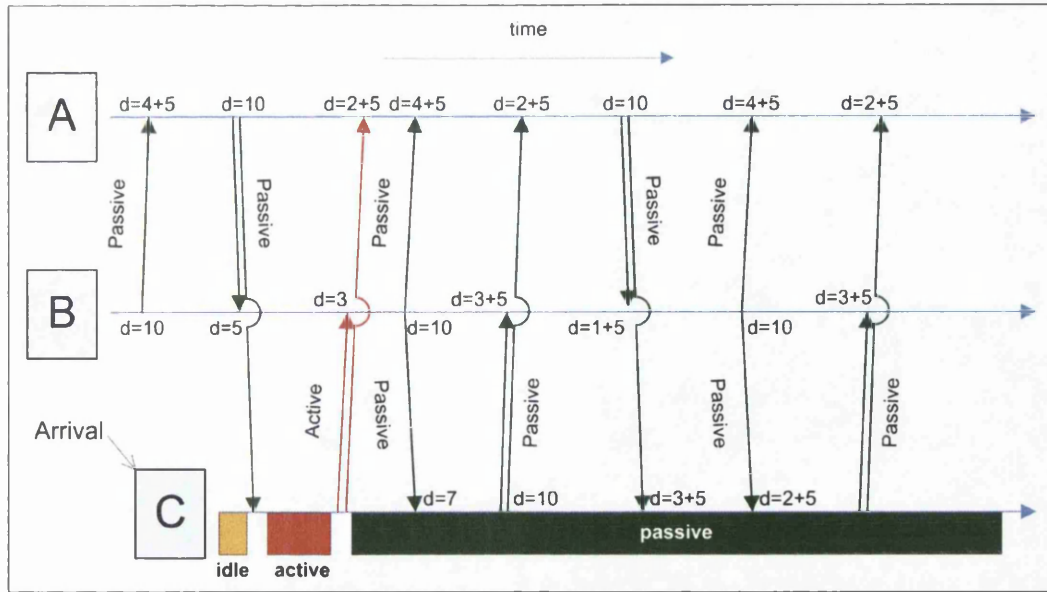 time
d=4+5 d=10 d=2+5 d=4+5 d=2+5 d=10 d=4+5 d=2+5
A
Passive Passive Passive Passive Passive
d=3 d=3+5 d=3+5
B
d=10 d=5 d=10 d=1+5 d=10
Active Passive Passive Passive Passive
Arrival
C
d=7 d=10 d=3+5 d=2+5
passive
idle active